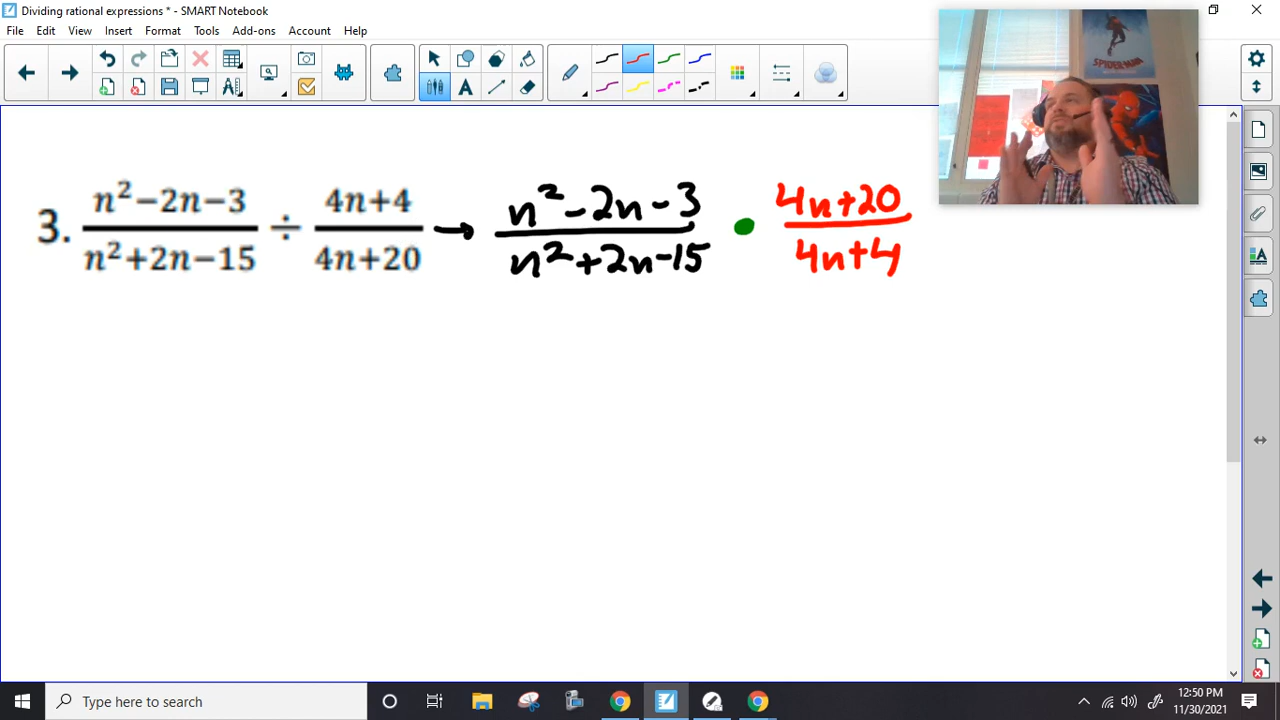 Dividing rational expressions * - SMART Notebook
File Edit View Insert Format Tools Add-ons Account Help
SPIDER-MAN
3. (n²−2n−3)/(n²+2n−15) ÷ (4n+4)/(4n+20) → (n²-2n-3)/(n²+2n-15) • (4n+20)/(4n+4)
Type here to search
12:50 PM
11/30/2021